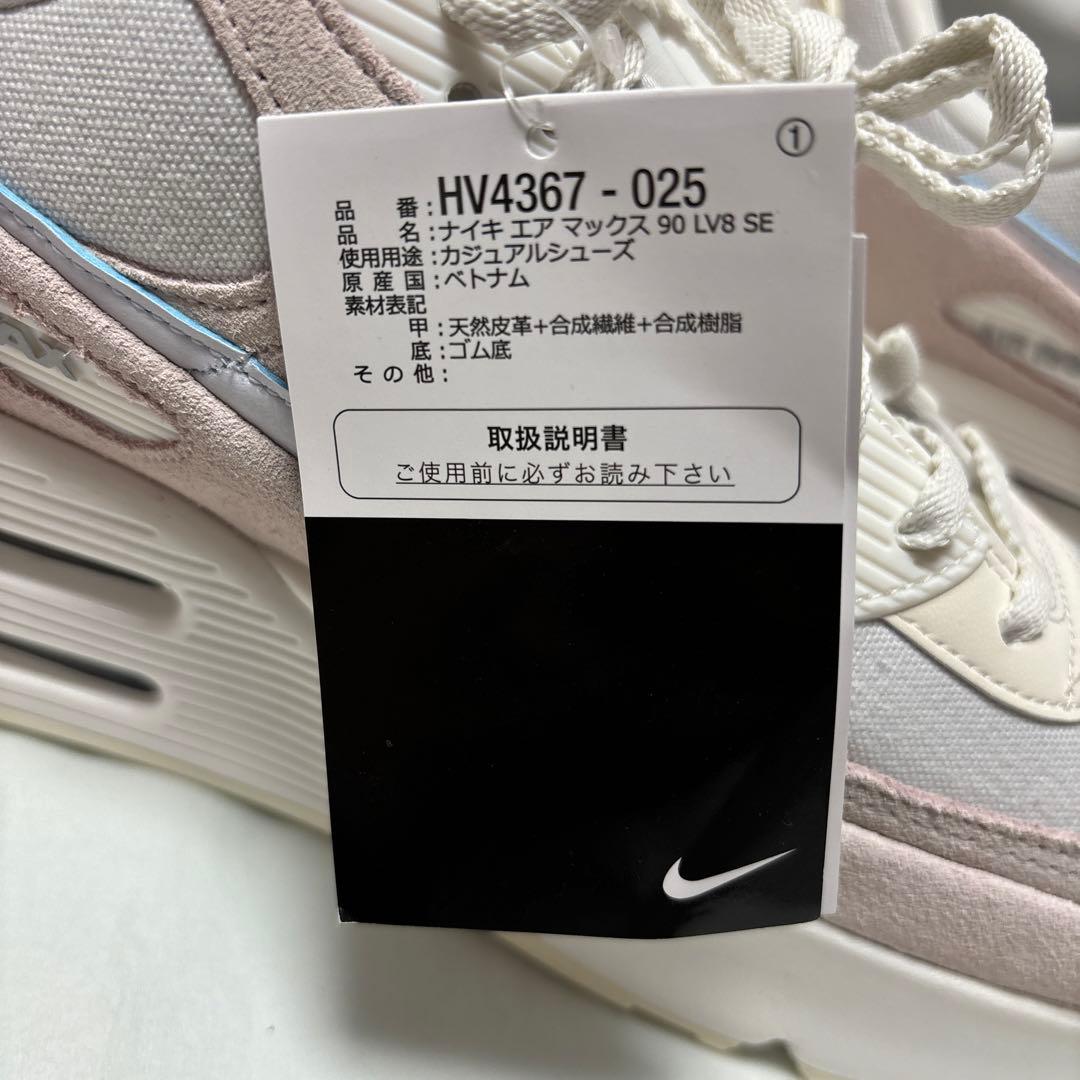 ①
品番:HV4367 - 025
品名:ナイキ エア マックス 90 LV8 SE
使用用途:カジュアルシューズ
原産国:ベトナム
素材表記
甲:天然皮革+合成繊維+合成樹脂
底:ゴム底
その他:
取扱説明書
ご使用前に必ずお読み下さい
AX